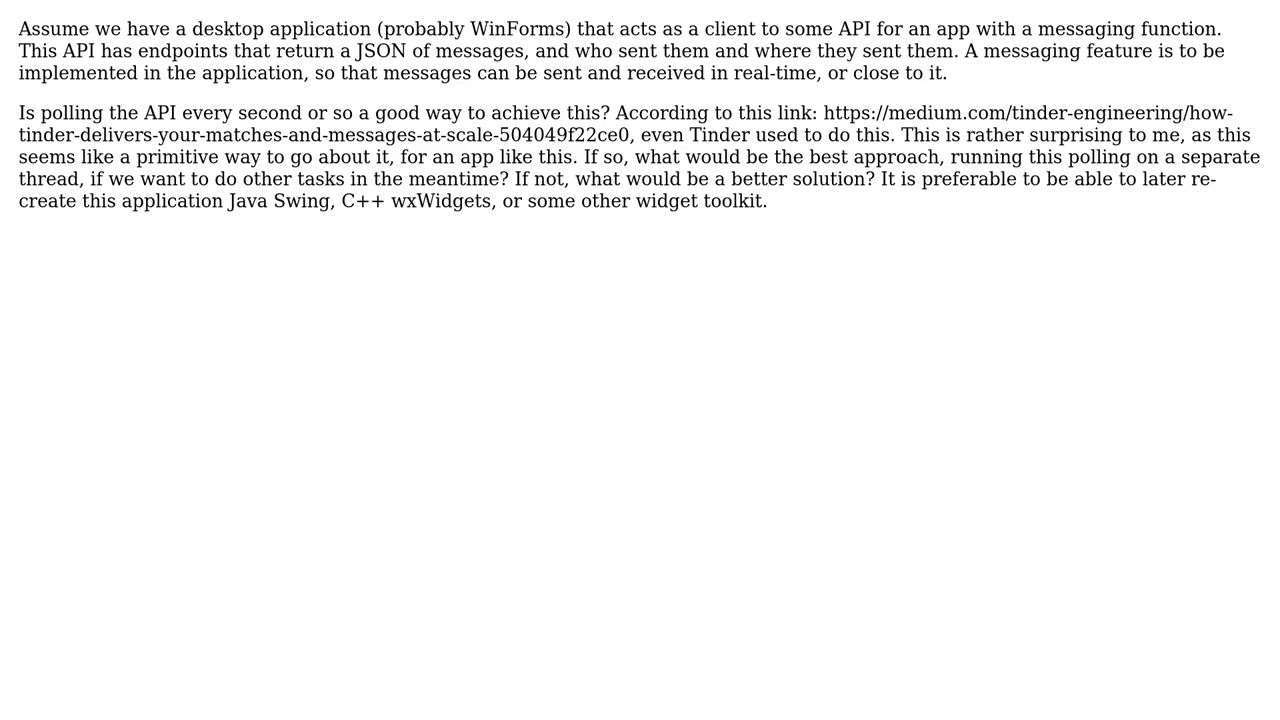 Assume we have a desktop application (probably WinForms) that acts as a client to some API for an app with a messaging function.
This API has endpoints that return a JSON of messages, and who sent them and where they sent them. A messaging feature is to be
implemented in the application, so that messages can be sent and received in real-time, or close to it.
Is polling the API every second or so a good way to achieve this? According to this link: https://medium.com/tinder-engineering/how-
tinder-delivers-your-matches-and-messages-at-scale-504049f22ce0, even Tinder used to do this. This is rather surprising to me, as this
seems like a primitive way to go about it, for an app like this. If so, what would be the best approach, running this polling on a separate
thread, if we want to do other tasks in the meantime? If not, what would be a better solution? It is preferable to be able to later re-
create this application Java Swing, C++ wxWidgets, or some other widget toolkit.